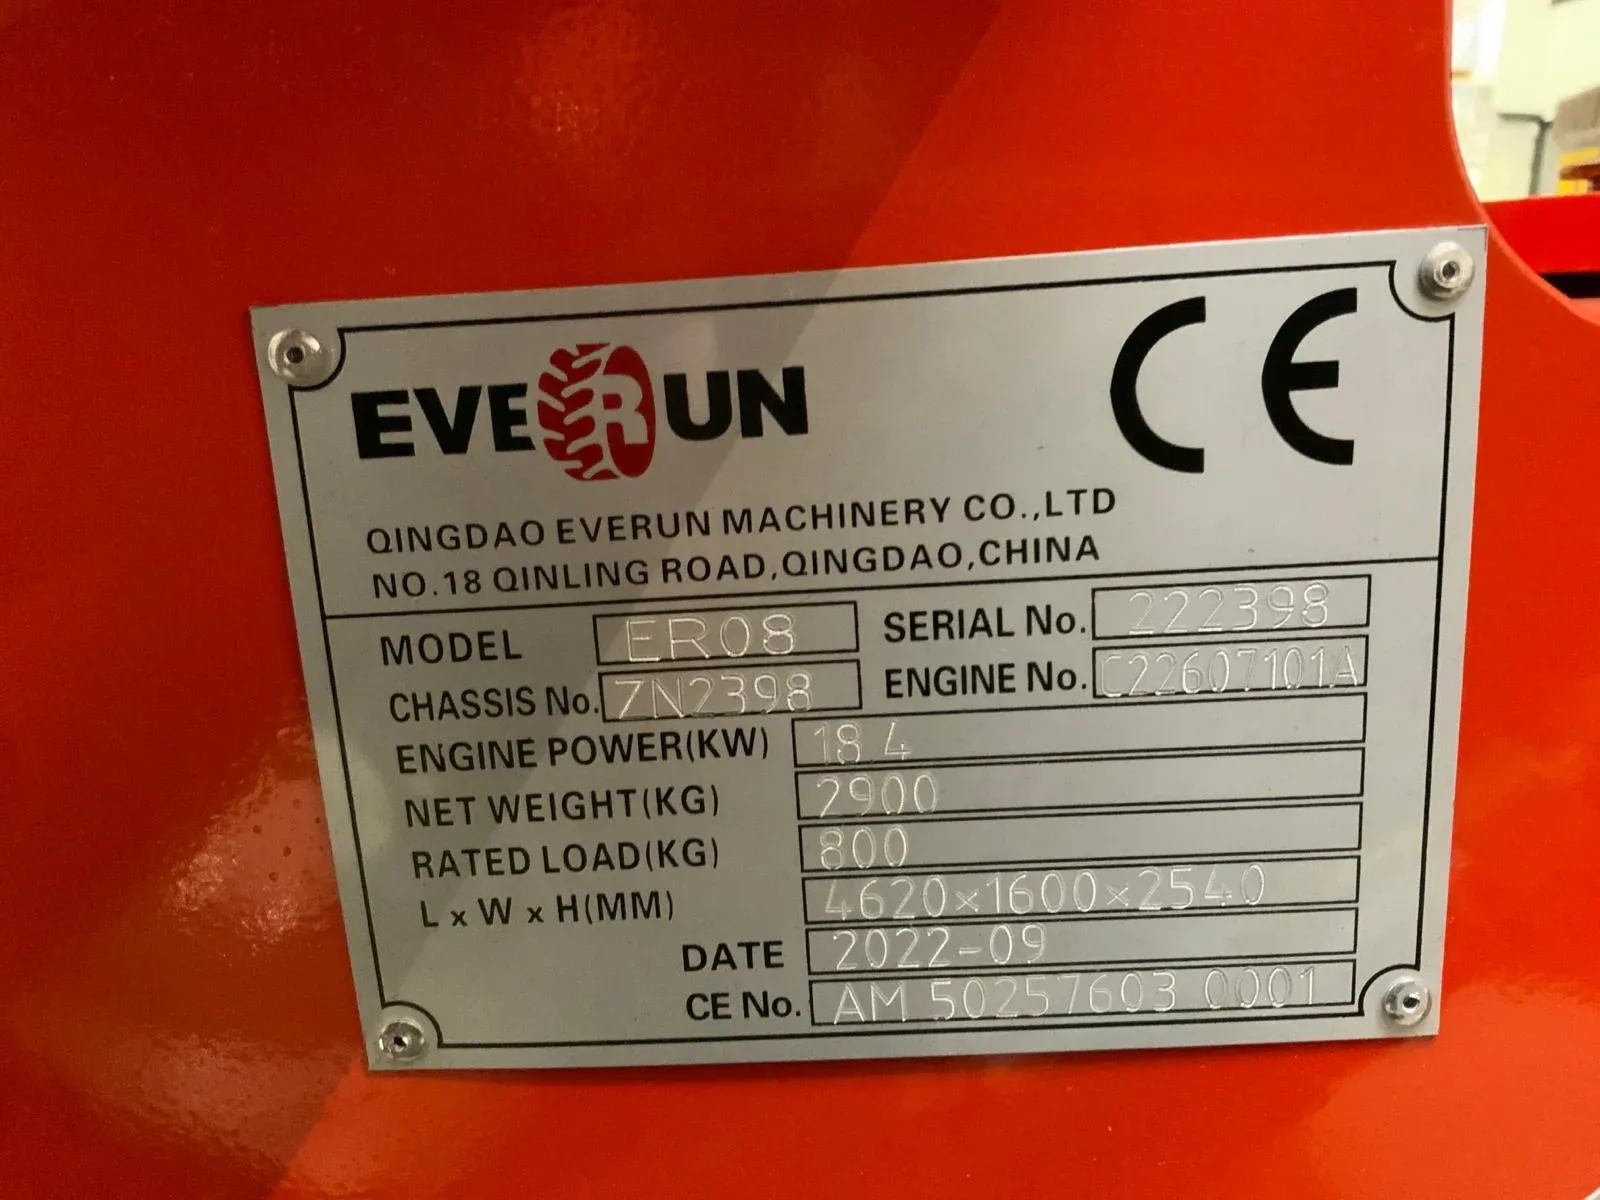 EVERUN
CE
QINGDAO EVERUN MACHINERY CO.,LTD
NO.18 QINLING ROAD,QINGDAO,CHINA
MODEL ER08 SERIAL No. 222398
CHASSIS No. ZN2398 ENGINE No. C22607101A
ENGINE POWER(KW) 18.4
NET WEIGHT(KG) 2900
RATED LOAD(KG) 800
L x W x H(MM) 4620×1600×2540
DATE 2022-09
CE No. AM 50257603 0001